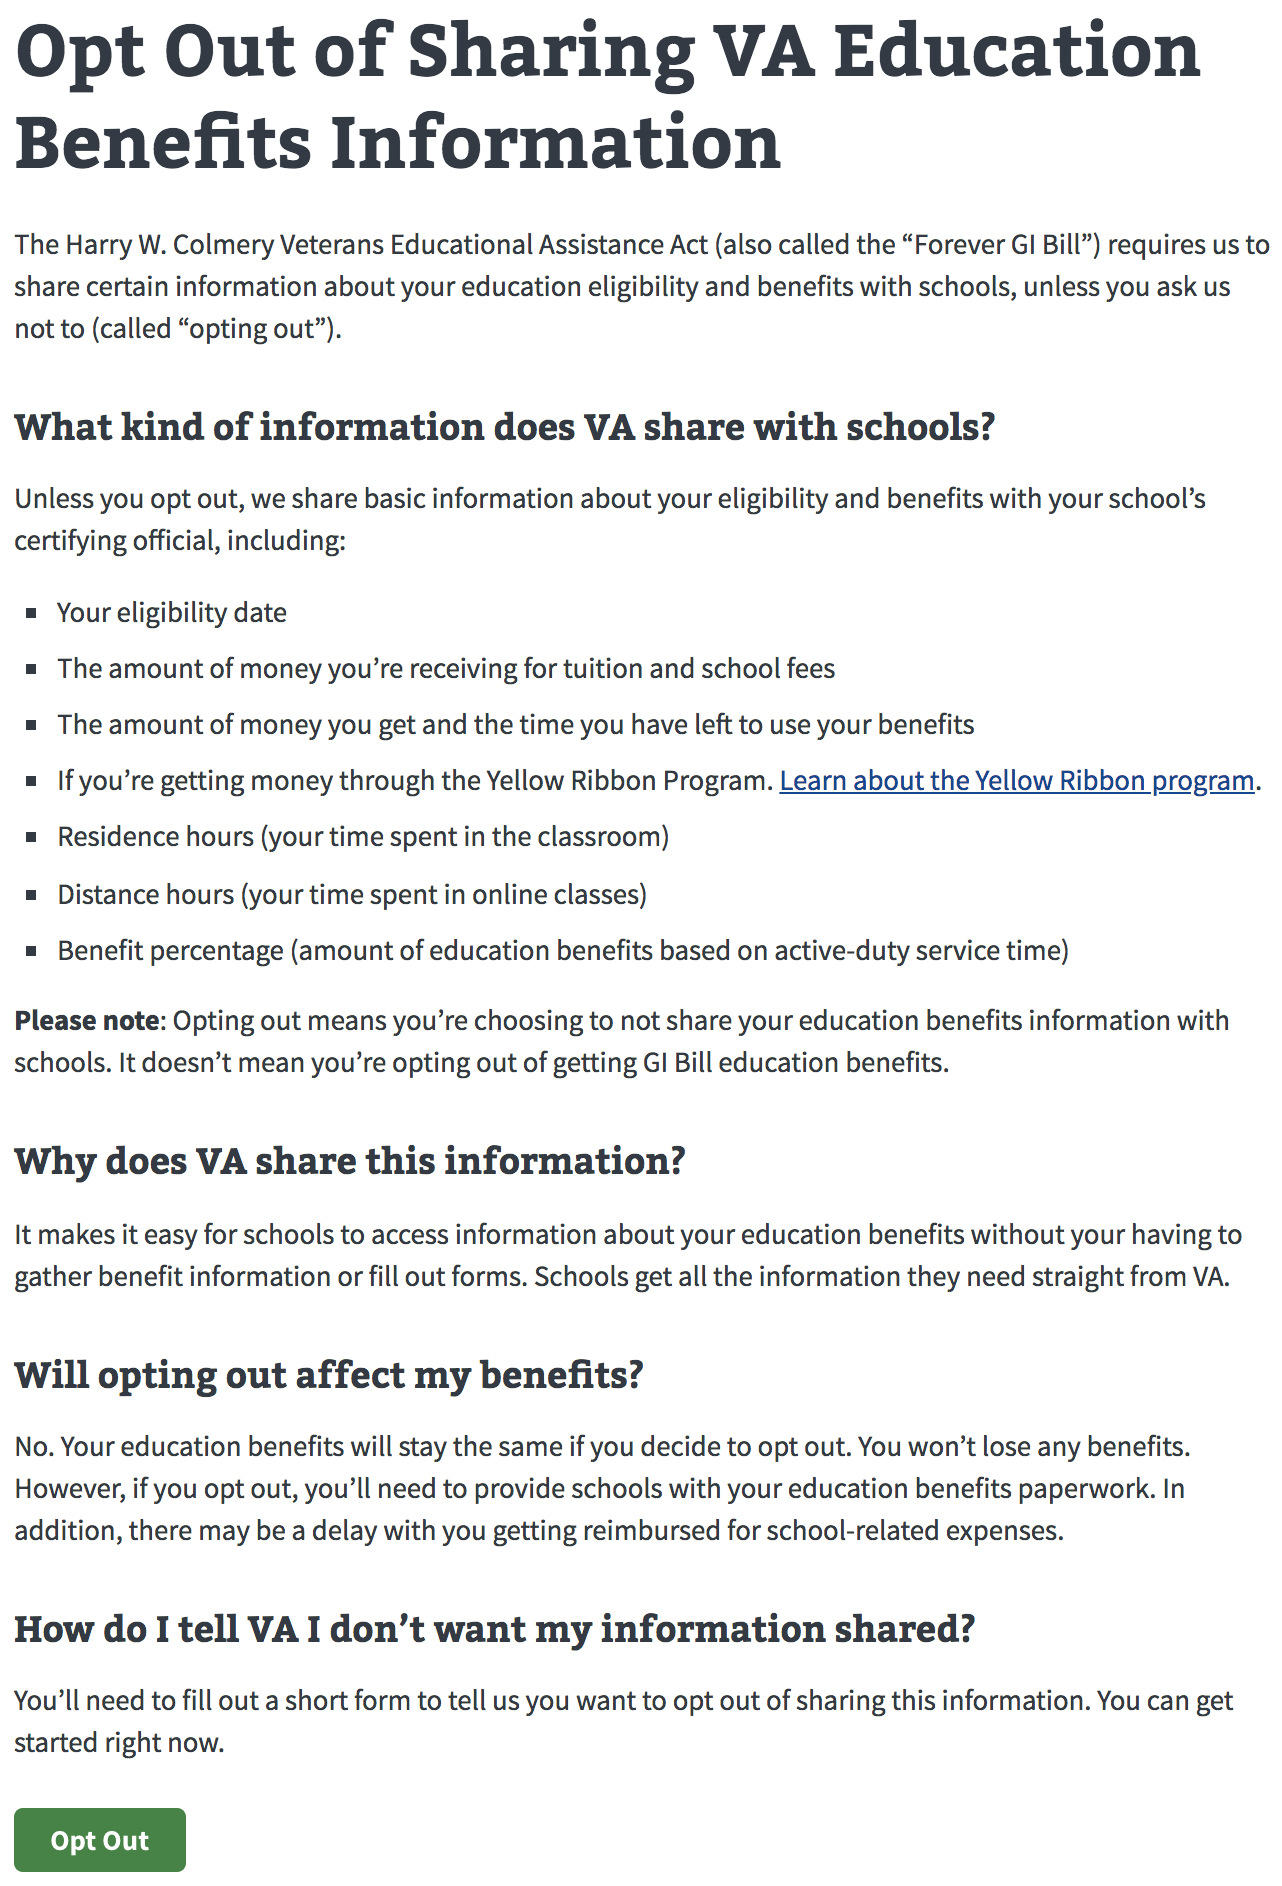 Opt Out of Sharing VA Education
Benefits Information
The Harry W. Colmery Veterans Educational Assistance Act (also called the “Forever GI Bill”) requires us to
share certain information about your education eligibility and benefits with schools, unless you ask us
not to (called “opting out”).
What kind of information does VA share with schools?
Unless you opt out, we share basic information about your eligibility and benefits with your school’s
certifying official, including:
▪ Your eligibility date
▪ The amount of money you’re receiving for tuition and school fees
▪ The amount of money you get and the time you have left to use your benefits
▪ If you’re getting money through the Yellow Ribbon Program. Learn about the Yellow Ribbon program.
▪ Residence hours (your time spent in the classroom)
▪ Distance hours (your time spent in online classes)
▪ Benefit percentage (amount of education benefits based on active-duty service time)
Please note: Opting out means you’re choosing to not share your education benefits information with
schools. It doesn’t mean you’re opting out of getting GI Bill education benefits.
Why does VA share this information?
It makes it easy for schools to access information about your education benefits without your having to
gather benefit information or fill out forms. Schools get all the information they need straight from VA.
Will opting out affect my benefits?
No. Your education benefits will stay the same if you decide to opt out. You won’t lose any benefits.
However, if you opt out, you’ll need to provide schools with your education benefits paperwork. In
addition, there may be a delay with you getting reimbursed for school-related expenses.
How do I tell VA I don’t want my information shared?
You’ll need to fill out a short form to tell us you want to opt out of sharing this information. You can get
started right now.
Opt Out